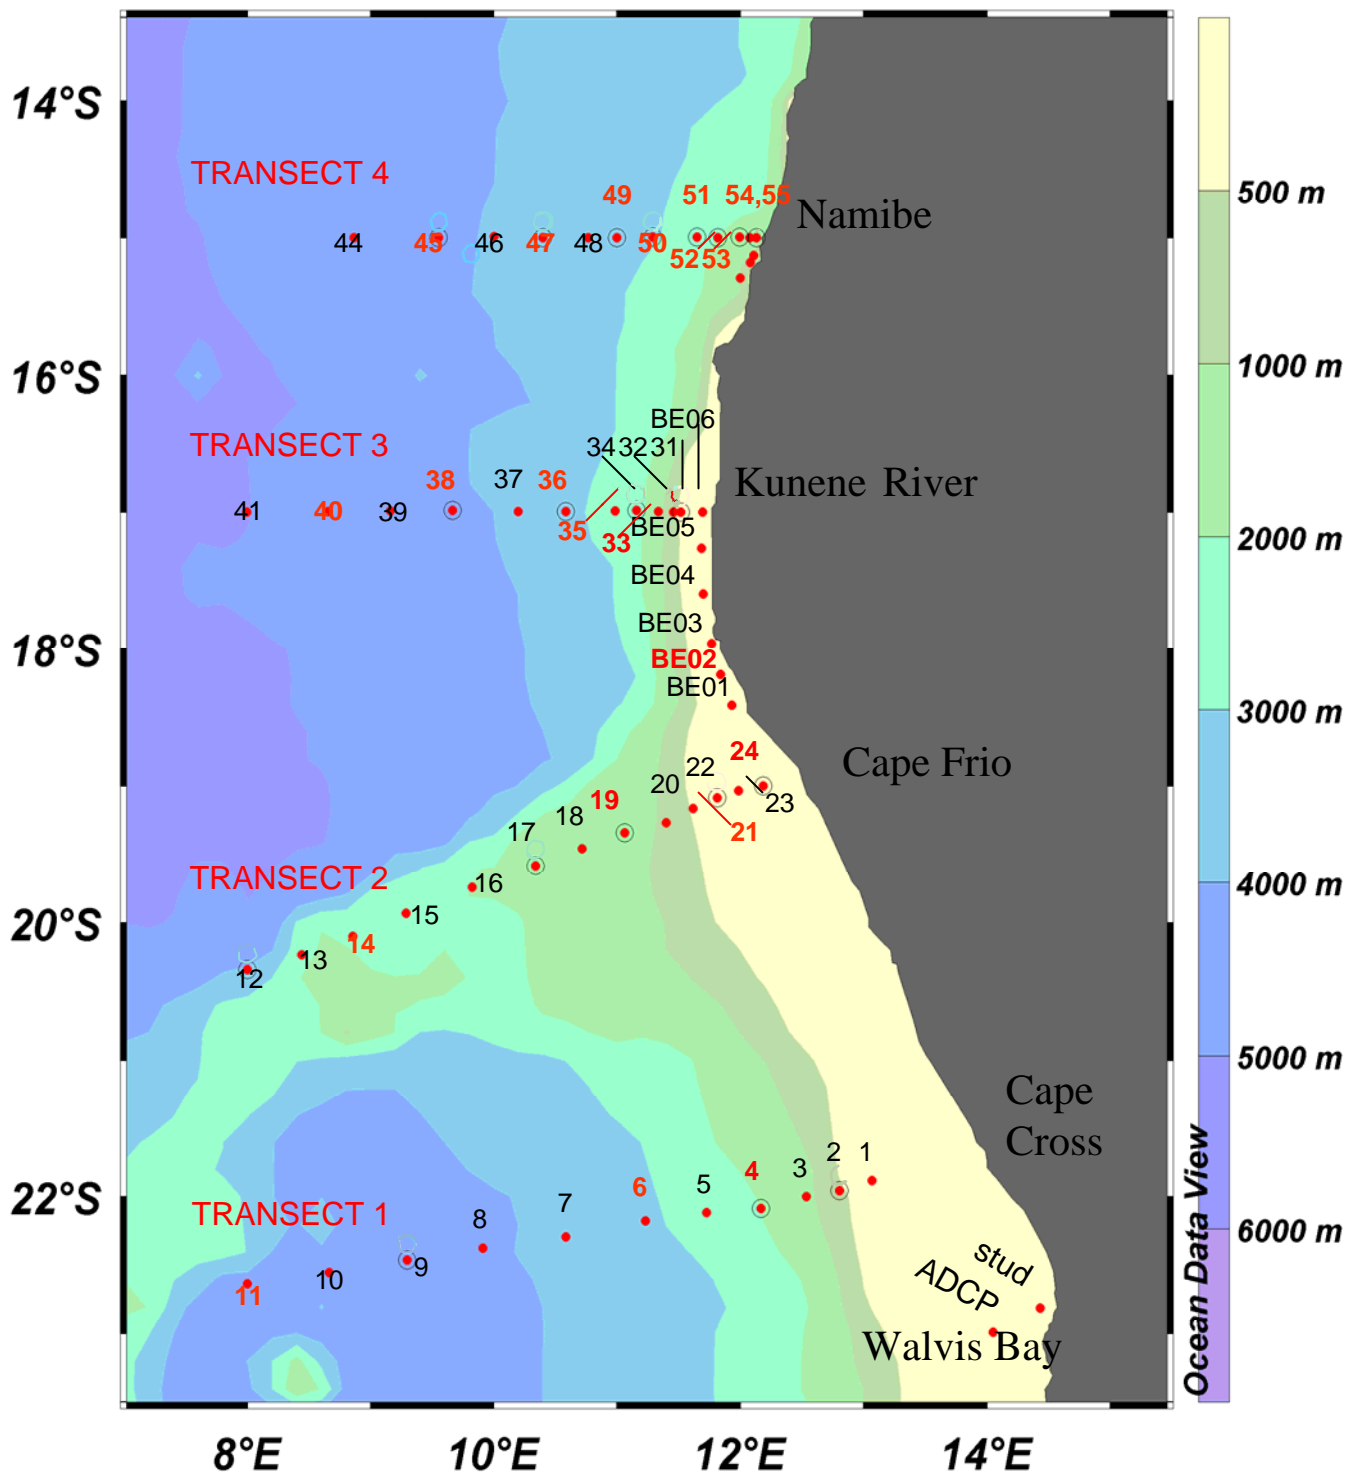 14°S
500 m
TRANSECT 4
49 51 54,55
Namibe
44 45 46 47 48 50
52 53
16°S
1000 m
BE06
TRANSECT 3
34 32 31
38 37 36
Kunene River
41 40 39
35 33 BE05
2000 m
BE04
BE03
18°S
BE02
BE01
3000 m
24
22
Cape Frio
20
19
23
18
17
21
TRANSECT 2
16
4000 m
15
20°S
14
13
12
5000 m
Cape
Cross
2 1
3
4
5
6
22°S
7
TRANSECT 1
8
6000 m
9
10
11
stud
ADCP
Walvis Bay
Ocean Data View
8°E 10°E 12°E 14°E